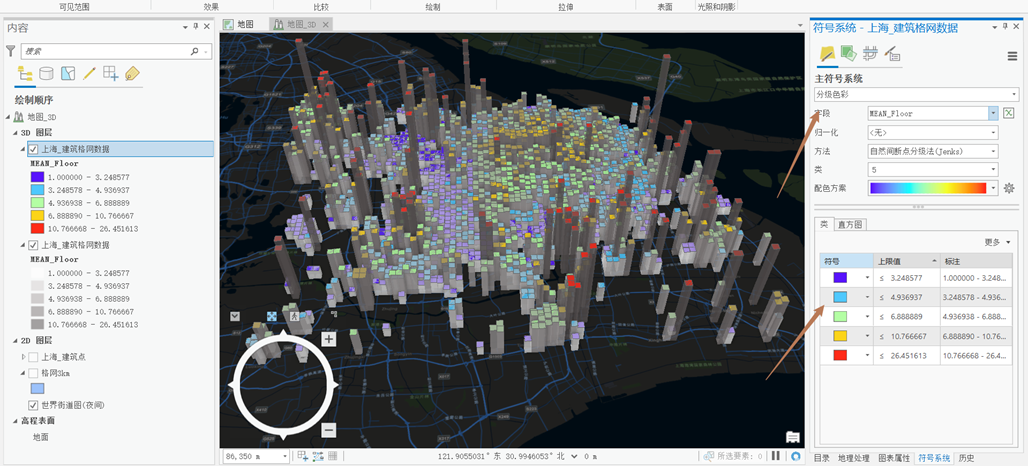 可见范围
效果
比较
绘制
拉伸
表面
光照和阴影
内容
搜索
绘制顺序
地图_3D
3D 图层
上海_建筑格网数据
MEAN_Floor
1.000000 - 3.248577
3.248578 - 4.936937
4.936938 - 6.888889
6.888890 - 10.766667
10.766668 - 26.451613
上海_建筑格网数据
MEAN_Floor
1.000000 - 3.248577
3.248578 - 4.936937
4.936938 - 6.888889
6.888890 - 10.766667
10.766668 - 26.451613
2D 图层
上海_建筑点
格网3km
世界街道图(夜间)
高程表面
地面
地图
地图_3D
86,350 m
121.9055031° 东 30.9946053° 北
0 m
所选要素: 0
符号系统 - 上海_建筑格网数据
主符号系统
分级色彩
字段
MEAN_Floor
归一化
<无>
方法
自然间断点分级法(Jenks)
类
5
配色方案
类
直方图
更多
符号 上限值 标注
≤ 3.248577 1.000000 - 3.248...
≤ 4.936937 3.248578 - 4.936...
≤ 6.888889 4.936938 - 6.888...
≤ 10.766667 6.888890 - 10.76...
≤ 26.451613 10.766668 - 26.4...
目录
地理处理
图表属性
符号系统
历史